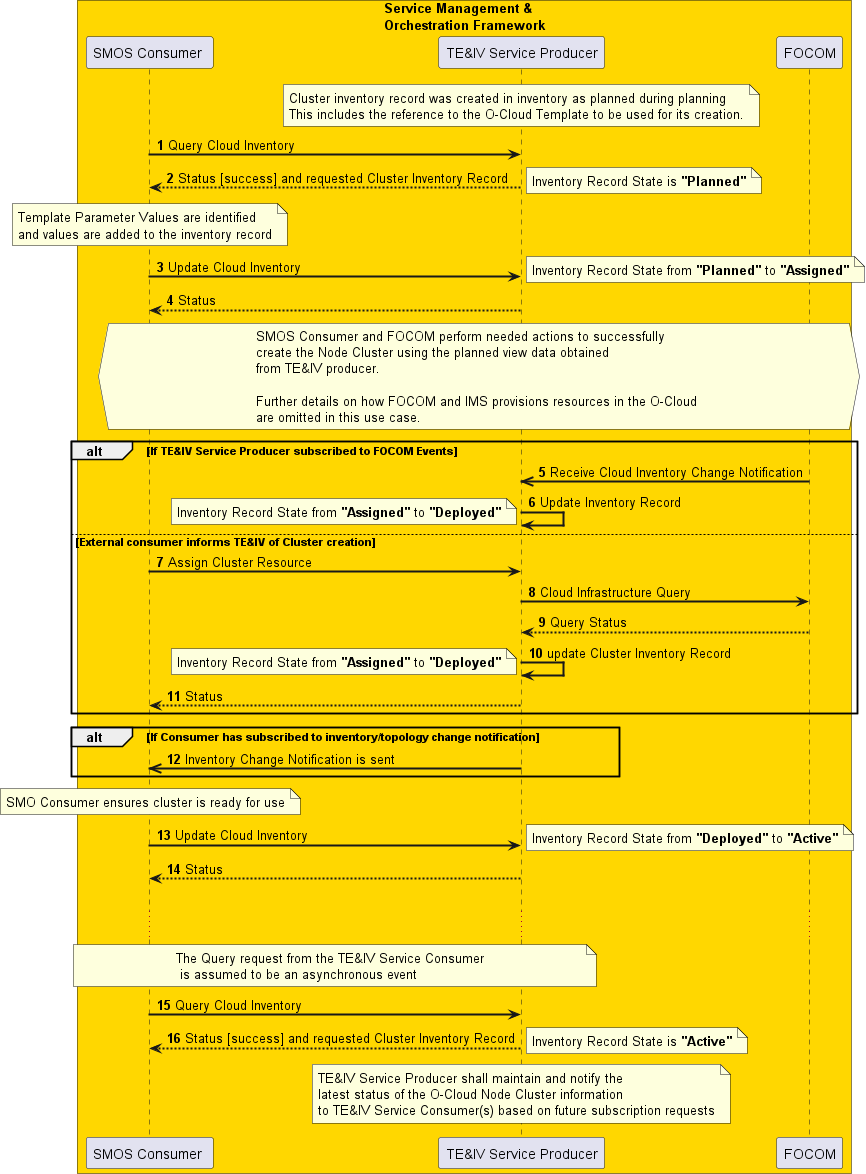 Service Management &
Orchestration Framework
SMOS Consumer
TE&IV Service Producer
FOCOM
Cluster inventory record was created in inventory as planned during planning
This includes the reference to the O-Cloud Template to be used for its creation.
1 Query Cloud Inventory
2 Status [success] and requested Cluster Inventory Record
Inventory Record State is "Planned"
Template Parameter Values are identified
and values are added to the inventory record
3 Update Cloud Inventory
Inventory Record State from "Planned" to "Assigned"
4 Status
SMOS Consumer and FOCOM perform needed actions to successfully
create the Node Cluster using the planned view data obtained
from TE&IV producer.
Further details on how FOCOM and IMS provisions resources in the O-Cloud
are omitted in this use case.
alt [If TE&IV Service Producer subscribed to FOCOM Events]
5 Receive Cloud Inventory Change Notification
6 Update Inventory Record
Inventory Record State from "Assigned" to "Deployed"
[External consumer informs TE&IV of Cluster creation]
7 Assign Cluster Resource
8 Cloud Infrastructure Query
9 Query Status
10 update Cluster Inventory Record
Inventory Record State from "Assigned" to "Deployed"
11 Status
alt [If Consumer has subscribed to inventory/topology change notification]
12 Inventory Change Notification is sent
SMO Consumer ensures cluster is ready for use
13 Update Cloud Inventory
Inventory Record State from "Deployed" to "Active"
14 Status
The Query request from the TE&IV Service Consumer
is assumed to be an asynchronous event
15 Query Cloud Inventory
16 Status [success] and requested Cluster Inventory Record
Inventory Record State is "Active"
TE&IV Service Producer shall maintain and notify the
latest status of the O-Cloud Node Cluster information
to TE&IV Service Consumer(s) based on future subscription requests
SMOS Consumer
TE&IV Service Producer
FOCOM